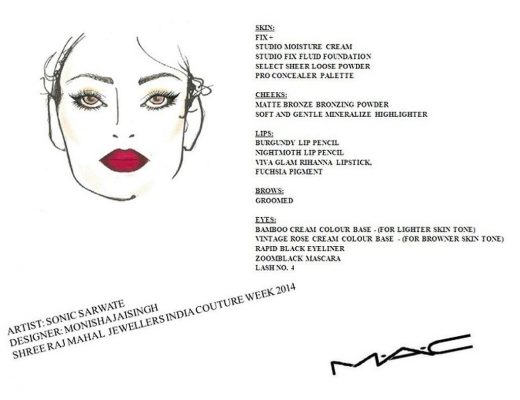 SKIN:
FIX+
STUDIO MOISTURE CREAM
STUDIO FIX FLUID FOUNDATION
SELECT SHEER LOOSE POWDER
PRO CONCEALER PALETTE
CHEEKS:
MATTE BRONZE BRONZING POWDER
SOFT AND GENTLE MINERALIZE HIGHLIGHTER
LIPS:
BURGUNDY LIP PENCIL
NIGHTMOTH LIP PENCIL
VIVA GLAM RIHANNA LIPSTICK,
FUCHSIA PIGMENT
BROWS:
GROOMED
EYES:
BAMBOO CREAM COLOUR BASE - (FOR LIGHTER SKIN TONE)
VINTAGE ROSE CREAM COLOUR BASE - (FOR BROWNER SKIN TONE)
RAPID BLACK EYELINER
ZOOMBLACK MASCARA
LASH NO. 4
ARTIST: SONIC SARWATE
DESIGNER: MONISHA JAISINGH
SHREE RAJ MAHAL JEWELLERS INDIA COUTURE WEEK 2014
M·A·C